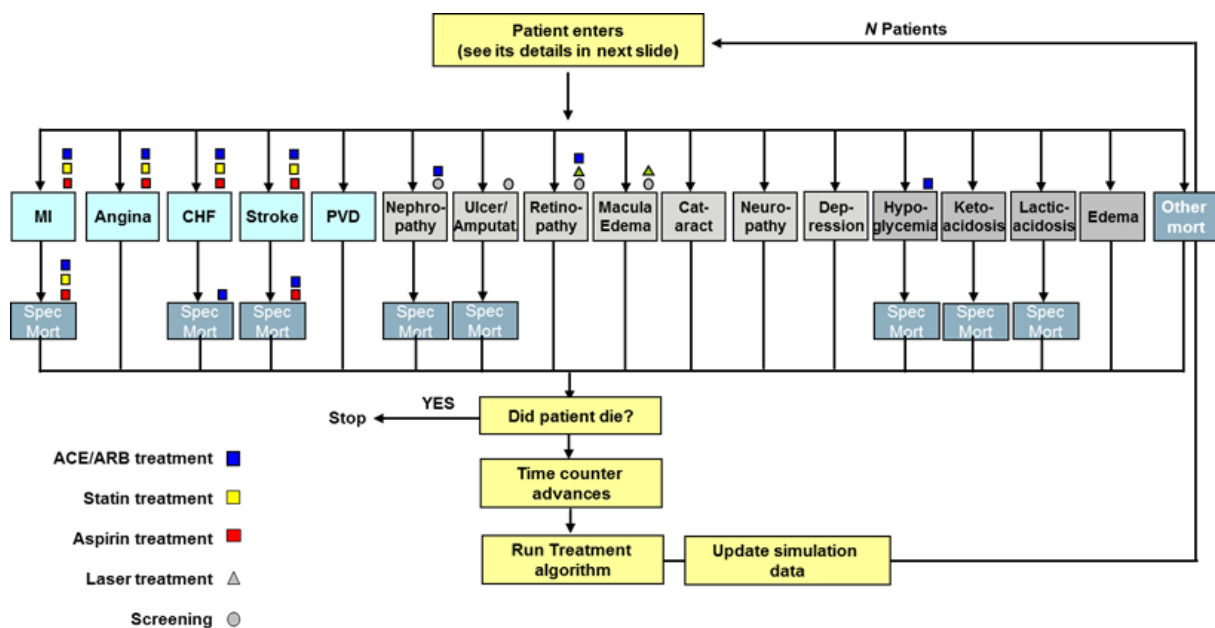 Patient enters
(see its details in next slide)
N Patients
MI
Angina
CHF
Stroke
PVD
Nephro-
pathy
Ulcer/
Amputat.
Retino-
pathy
Macula
Edema
Cat-
aract
Neuro-
pathy
Dep-
ression
Hypo-
glycemia
Keto-
acidosis
Lactic-
acidosis
Edema
Other
mort
Spec
Mort
Spec
Mort
Spec
Mort
Spec
Mort
Spec
Mort
Spec
Mort
Spec
Mort
Spec
Mort
Stop
YES
Did patient die?
Time counter
advances
Run Treatment
algorithm
Update simulation
data
ACE/ARB treatment
Statin treatment
Aspirin treatment
Laser treatment
Screening